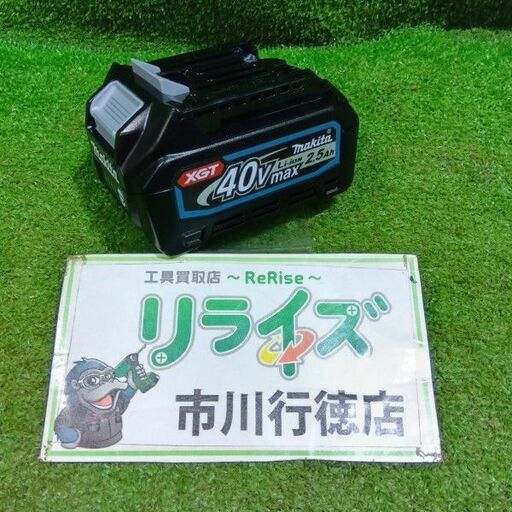 makita
XGT 40Vmax Li-ion 2.5Ah
工具買取店 ～ReRise～
リライズ
市川行徳店